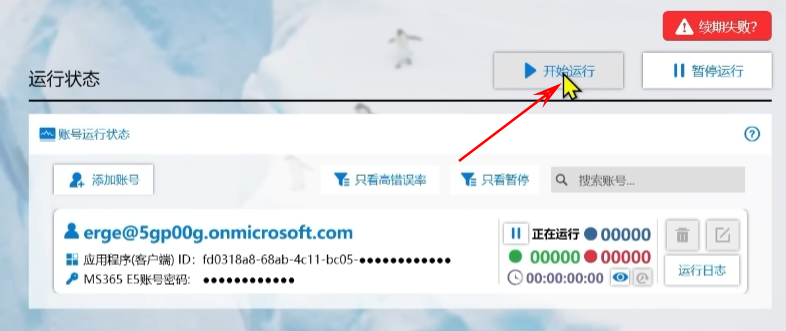 续期失败?
运行状态
开始运行
暂停运行
账号运行状态
添加账号
只看高错误率
只看暂停
搜索账号...
erge@5gp00g.onmicrosoft.com
应用程序(客户端) ID: fd0318a8-68ab-4c11-bc05-●●●●●●●●●●●●
MS365 E5账号密码: ●●●●●●●●●●●●
正在运行 00000
00000 00000
00:00:00:00
运行日志